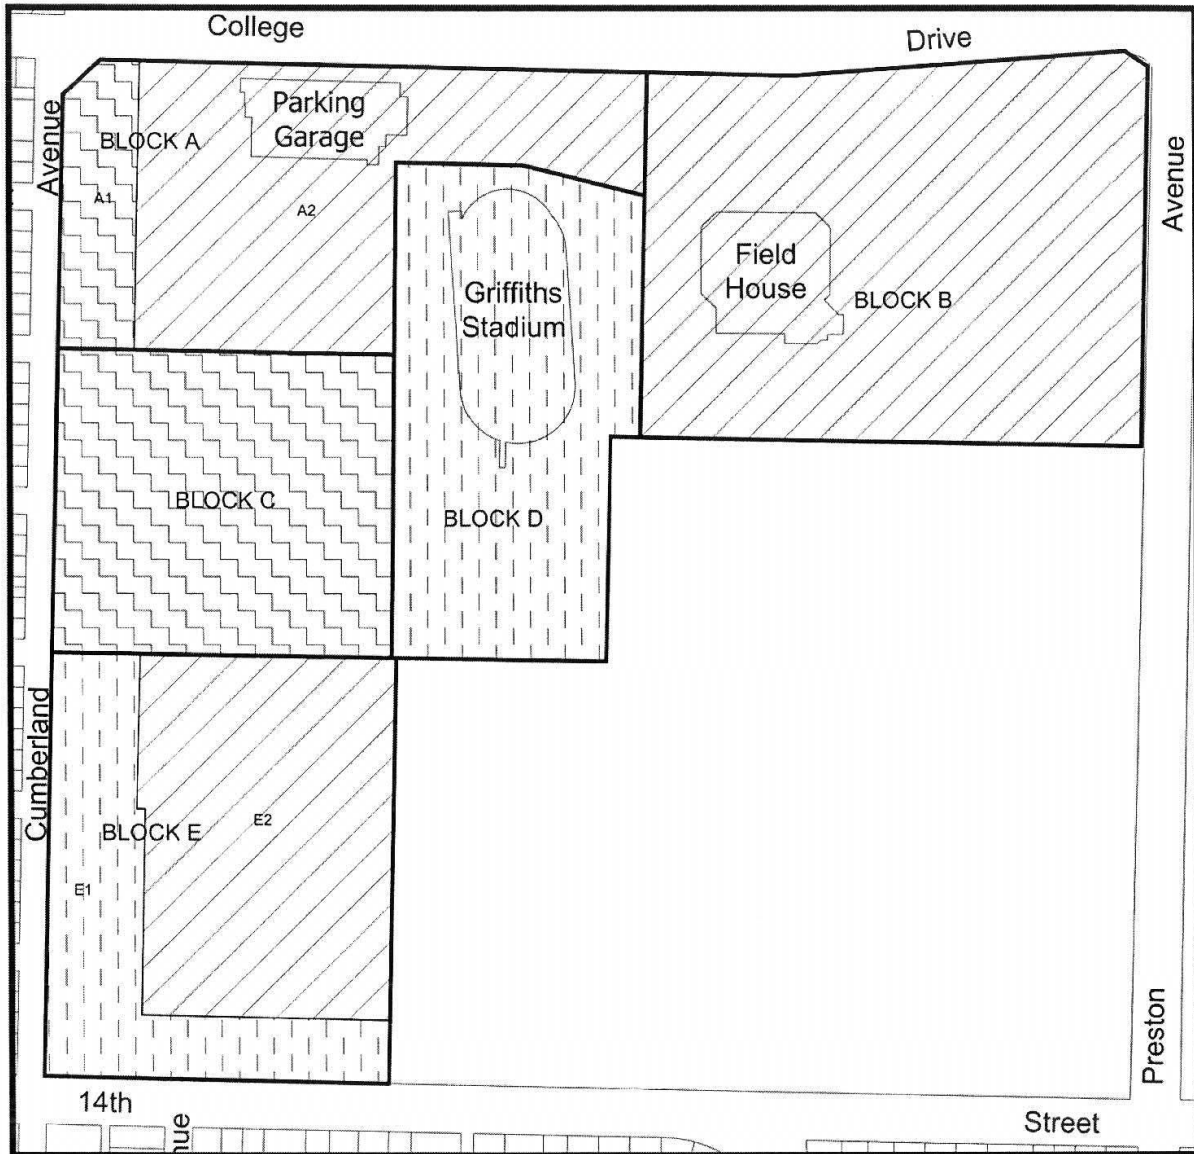 College
Drive
Parking
Garage
Avenue
BLOCK A
Avenue
A1
A2
Field
House
Griffiths
Stadium
BLOCK B
BLOCK C
BLOCK D
Cumberland
E2
BLOCK E
E1
Preston
14th
Street
nue